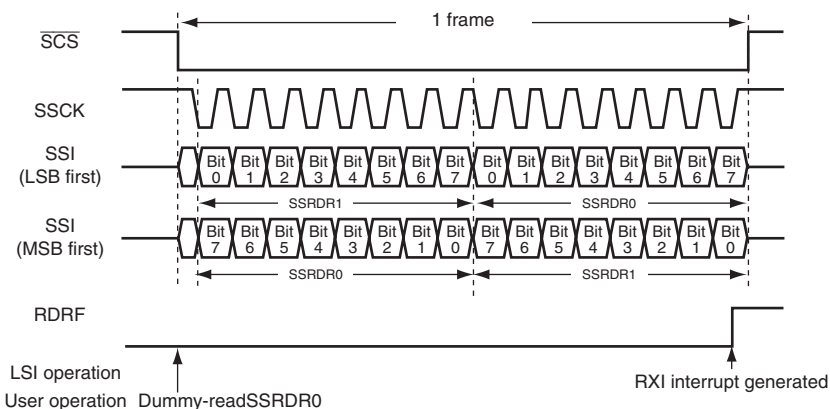 1 frame
SCS
SSCK
SSI
(LSB first)
Bit 0 Bit 1 Bit 2 Bit 3 Bit 4 Bit 5 Bit 6 Bit 7 Bit 0 Bit 1 Bit 2 Bit 3 Bit 4 Bit 5 Bit 6 Bit 7
SSRDR1 SSRDR0
SSI
(MSB first)
Bit 7 Bit 6 Bit 5 Bit 4 Bit 3 Bit 2 Bit 1 Bit 0 Bit 7 Bit 6 Bit 5 Bit 4 Bit 3 Bit 2 Bit 1 Bit 0
SSRDR0 SSRDR1
RDRF
LSI operation
RXI interrupt generated
User operation Dummy-readSSRDR0